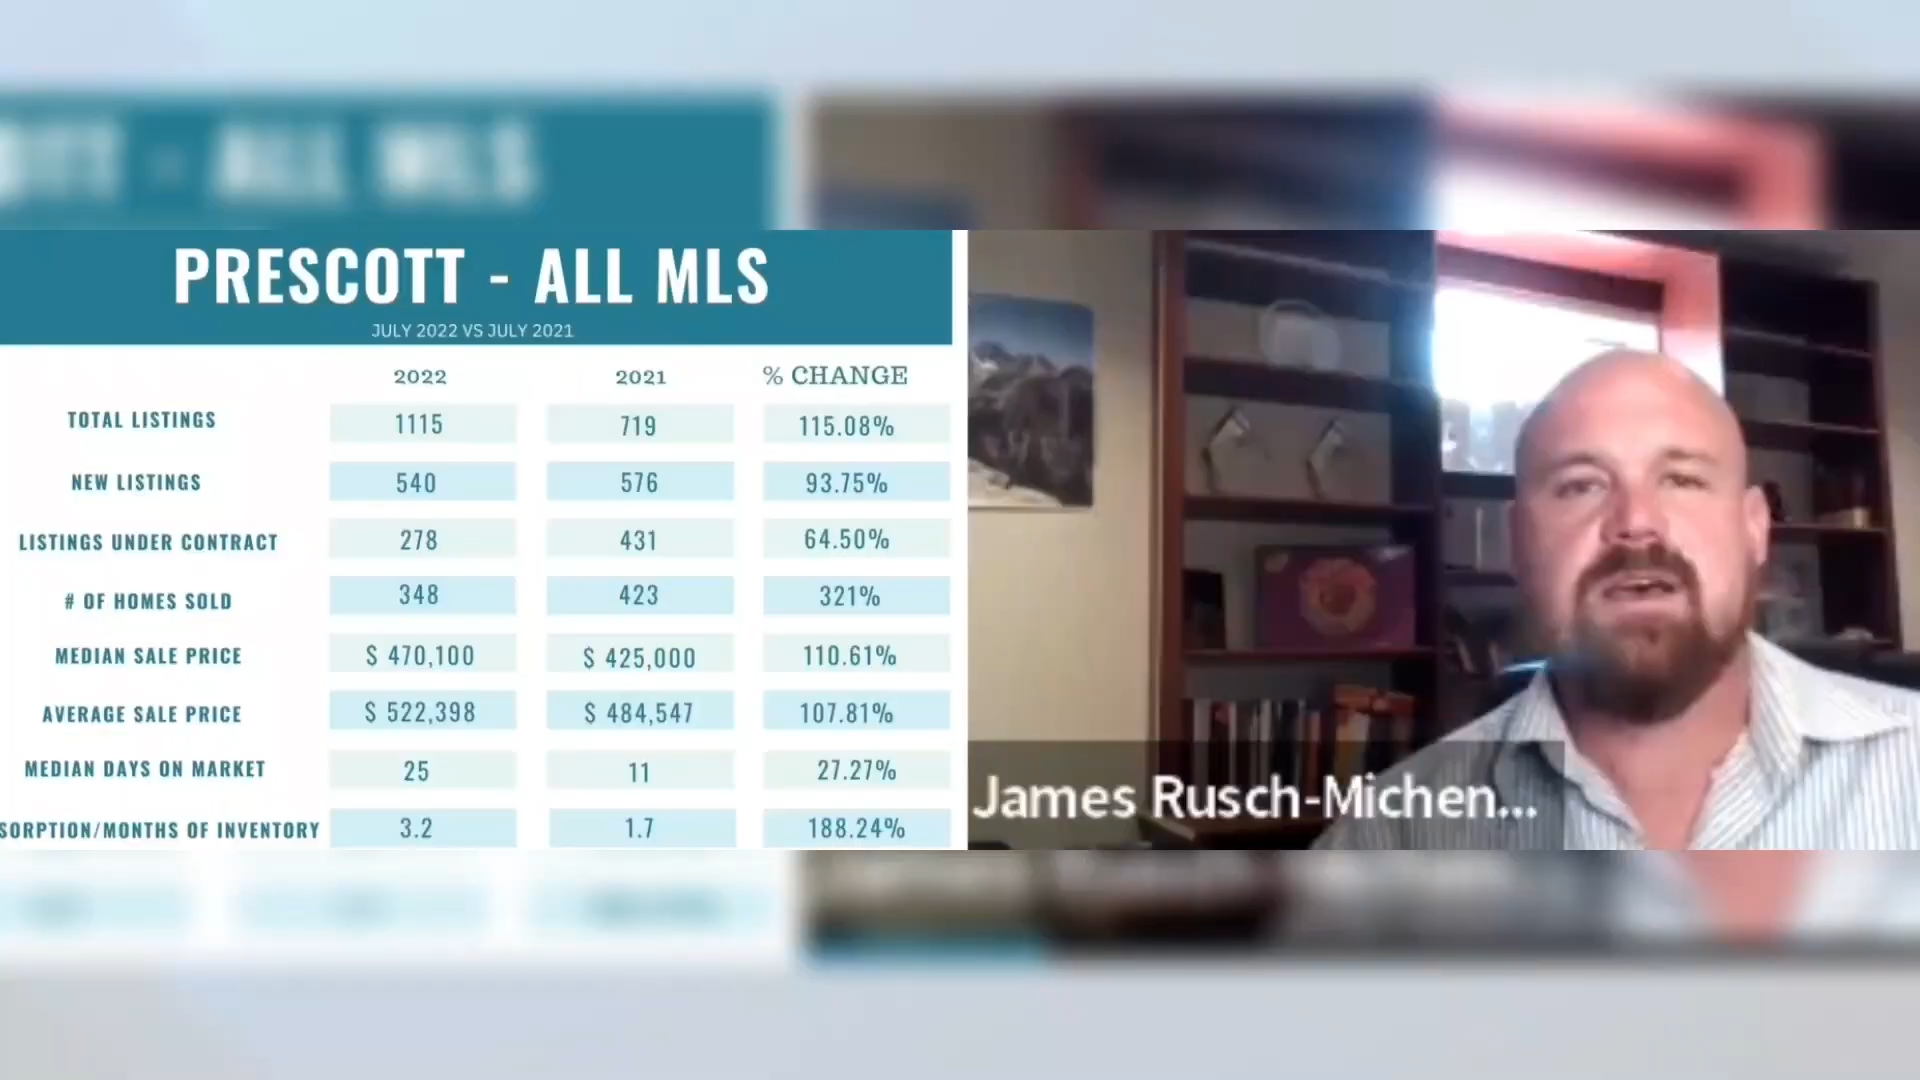 OTT - ALL MLS
PRESCOTT - ALL MLS
JULY 2022 VS JULY 2021
2022 2021 % CHANGE
TOTAL LISTINGS 1115 719 115.08%
NEW LISTINGS 540 576 93.75%
LISTINGS UNDER CONTRACT 278 431 64.50%
# OF HOMES SOLD 348 423 321%
MEDIAN SALE PRICE $ 470,100 $ 425,000 110.61%
AVERAGE SALE PRICE $ 522,398 $ 484,547 107.81%
MEDIAN DAYS ON MARKET 25 11 27.27%
SORPTION/MONTHS OF INVENTORY 3.2 1.7 188.24%
James Rusch-Michen...